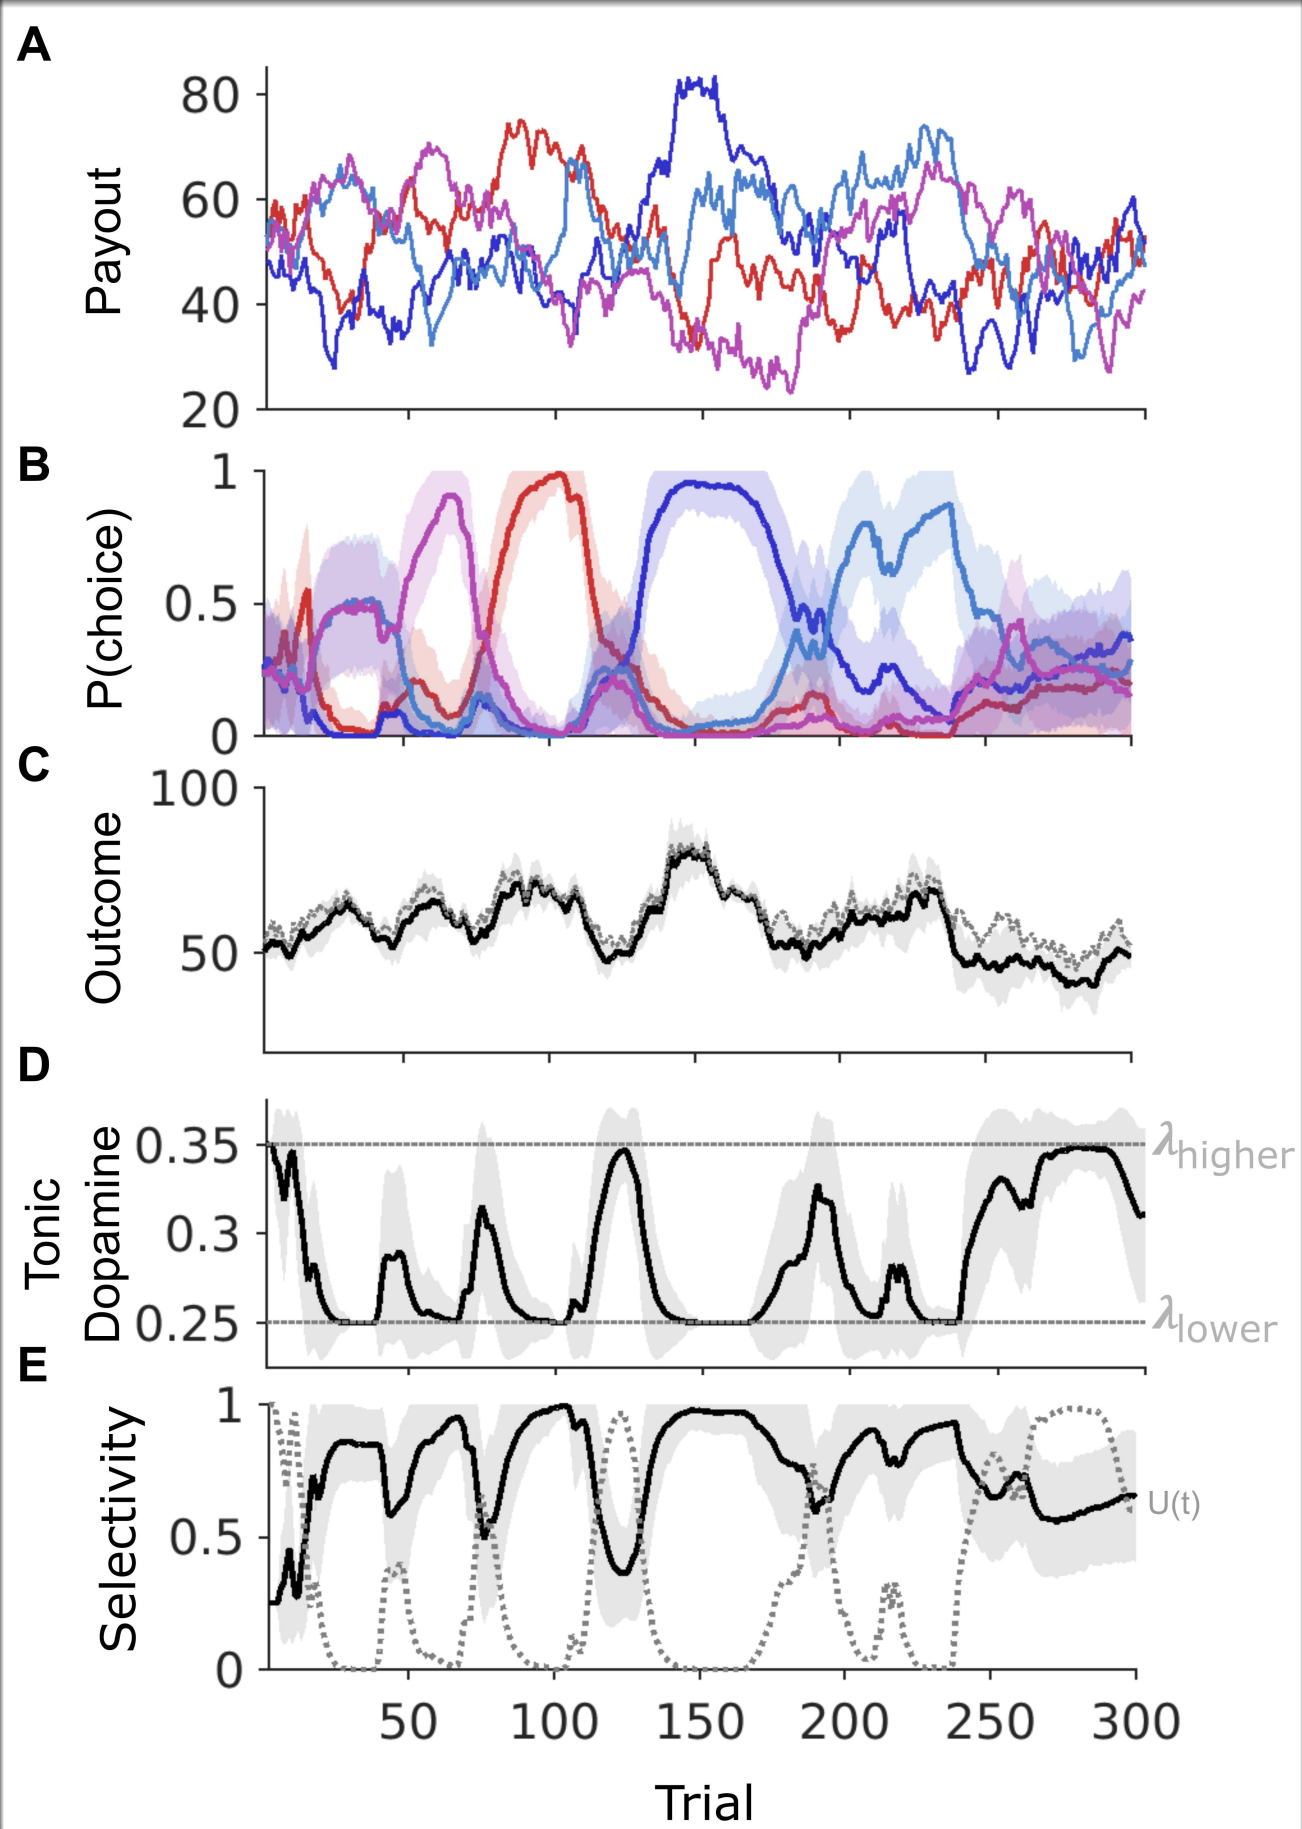 A
Payout
80
60
40
20
B
P(choice)
1
0.5
0
C
Outcome
100
50
D
Tonic
Dopamine
0.35
0.3
0.25
λhigher
λlower
E
Selectivity
1
0.5
0
U(t)
50 100 150 200 250 300
Trial